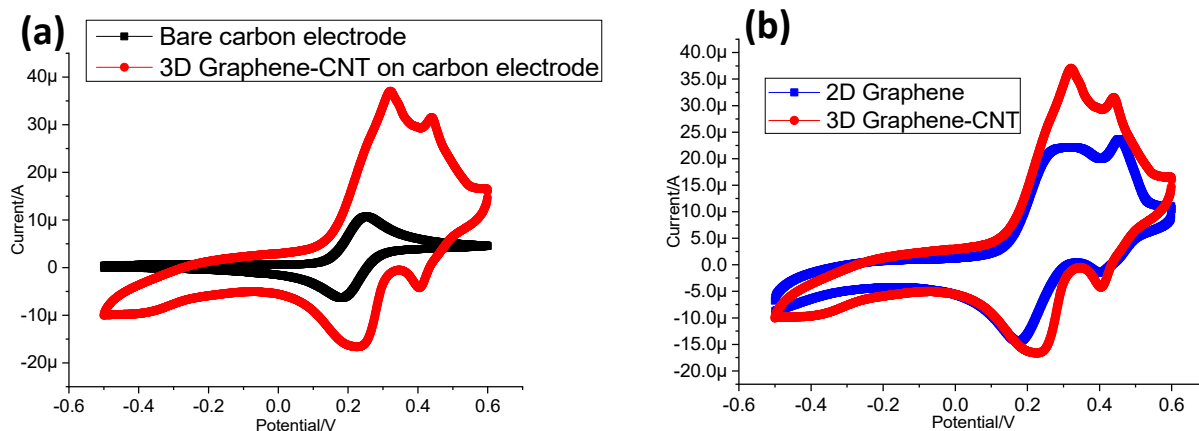 (a)
Bare carbon electrode
3D Graphene-CNT on carbon electrode
40µ
30µ
20µ
10µ
0
-10µ
-20µ
Current/A
-0.6 -0.4 -0.2 0.0 0.2 0.4 0.6
Potential/V
(b)
2D Graphene
3D Graphene-CNT
40.0µ
35.0µ
30.0µ
25.0µ
20.0µ
15.0µ
10.0µ
5.0µ
0.0
-5.0µ
-10.0µ
-15.0µ
-20.0µ
Current/A
-0.6 -0.4 -0.2 0.0 0.2 0.4 0.6
Potential/V